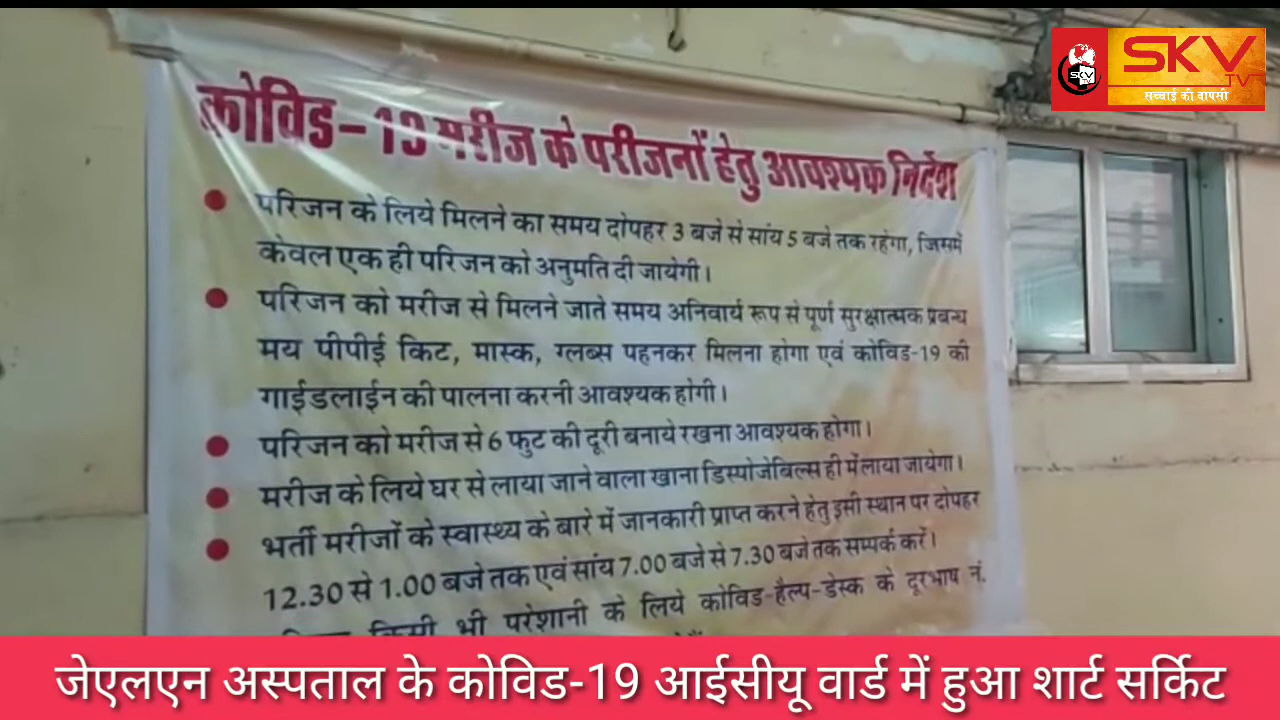 SKV
TV
SKV
सच्चाई की वापसी
कोविड-19 मरीज के परीजनों हेतु आवश्यक निर्देश
परिजन के लिये मिलने का समय दोपहर 3 बजे से सांय 5 बजे तक रहेगा, जिसमें
केवल एक ही परिजन को अनुमति दी जायेगी।
परिजन को मरीज से मिलने जाते समय अनिवार्य रूप से पूर्ण सुरक्षात्मक प्रबन्ध
मय पीपीई किट, मास्क, ग्लब्स पहनकर मिलना होगा एवं कोविड-19 की
गाईडलाईन की पालना करनी आवश्यक होगी।
परिजन को मरीज से 6 फुट की दूरी बनाये रखना आवश्यक होगा।
मरीज के लिये घर से लाया जाने वाला खाना डिस्पोजेबिल्स ही में लाया जायेगा।
भर्ती मरीजों के स्वास्थ्य के बारे में जानकारी प्राप्त करने हेतु इसी स्थान पर दोपहर
12.30 से 1.00 बजे तक एवं सांय 7.00 बजे से 7.30 बजे तक सम्पर्क करें।
किसी भी परेशानी के लिये कोविड-हैल्प-डेस्क के दूरभाष नं.
जेएलएन अस्पताल के कोविड-19 आईसीयू वार्ड में हुआ शार्ट सर्किट